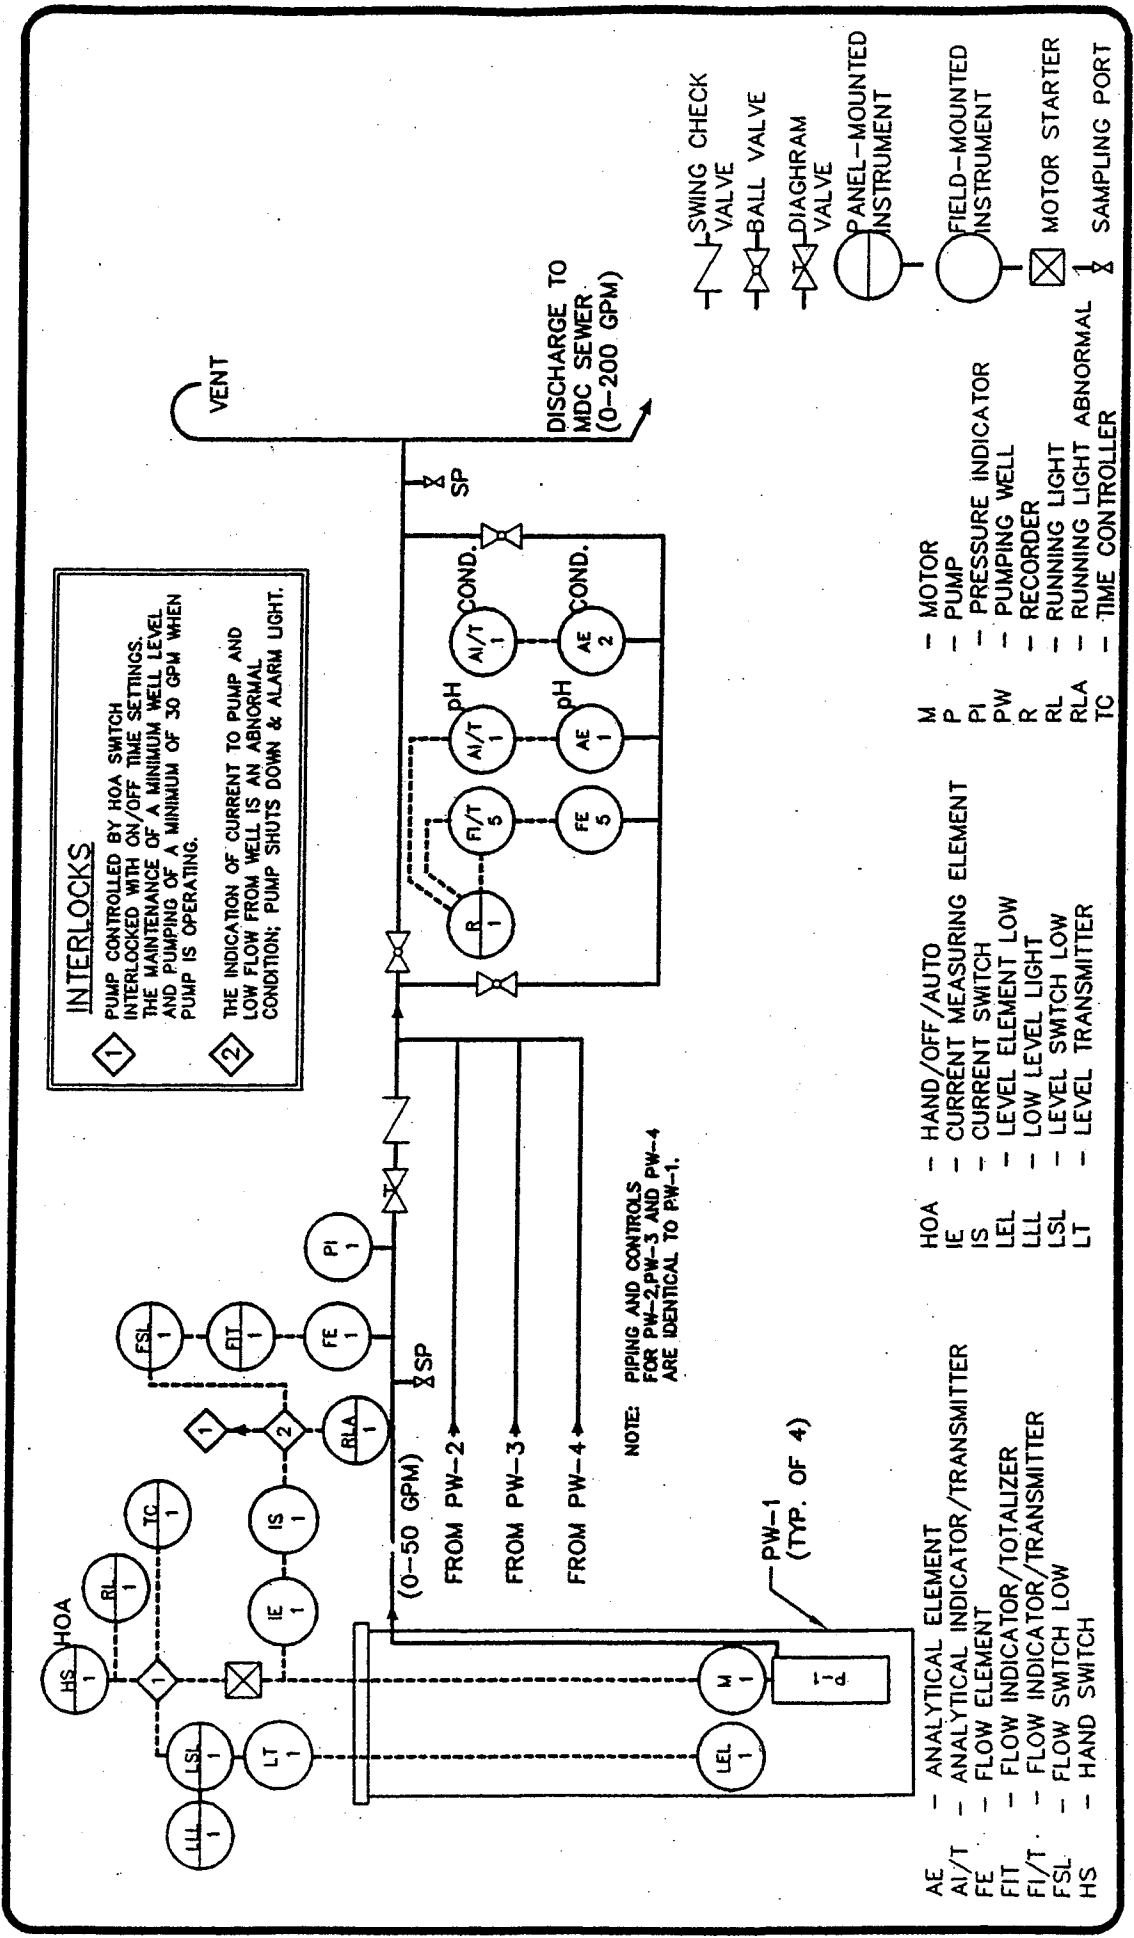 INTERLOCKS
1
PUMP CONTROLLED BY HOA SWITCH
INTERLOCKED WITH ON/OFF TIME SETTINGS.
THE MAINTENANCE OF A MINIMUM WELL LEVEL
AND PUMPING OF A MINIMUM OF 30 GPM WHEN
PUMP IS OPERATING.
2
THE INDICATION OF CURRENT TO PUMP AND
LOW FLOW FROM WELL IS AN ABNORMAL
CONDITION; PUMP SHUTS DOWN & ALARM LIGHT.
HS
1
HOA
RL
1
TC
1
1
LSL
1
LLL
1
LT
1
IE
1
IS
1
2
1
RLA
1
FSL
1
FIT
1
FE
1
PI
1
SP
(0-50 GPM)
FROM PW-2
FROM PW-3
FROM PW-4
NOTE: PIPING AND CONTROLS
FOR PW-2,PW-3 AND PW-4
ARE IDENTICAL TO PW-1.
PW-1
(TYP. OF 4)
M
1
LEL
1
P
1
R
1
FI/T
5
FE
5
AI/T
1
pH
AE
1
pH
AI/T
1
COND.
AE
2
COND.
SP
VENT
DISCHARGE TO
MDC SEWER
(0-200 GPM)
SWING CHECK
VALVE
BALL VALVE
DIAGHRAM
VALVE
PANEL-MOUNTED
INSTRUMENT
FIELD-MOUNTED
INSTRUMENT
MOTOR STARTER
SAMPLING PORT
AE - ANALYTICAL ELEMENT
AI/T - ANALYTICAL INDICATOR/TRANSMITTER
FE - FLOW ELEMENT
FIT - FLOW INDICATOR/TOTALIZER
FI/T - FLOW INDICATOR/TRANSMITTER
FSL - FLOW SWITCH LOW
HS - HAND SWITCH
HOA - HAND/OFF/AUTO
IE - CURRENT MEASURING ELEMENT
IS - CURRENT SWITCH
LEL - LEVEL ELEMENT LOW
LLL - LOW LEVEL LIGHT
LSL - LEVEL SWITCH LOW
LT - LEVEL TRANSMITTER
M - MOTOR
P - PUMP
PI - PRESSURE INDICATOR
PW - PUMPING WELL
R - RECORDER
RL - RUNNING LIGHT
RLA - RUNNING LIGHT ABNORMAL
TC - TIME CONTROLLER